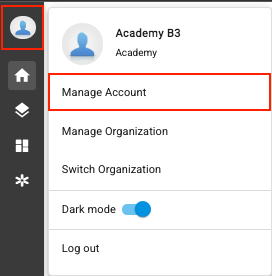 Academy B3
Academy
Manage Account
Manage Organization
Switch Organization
Dark mode
Log out